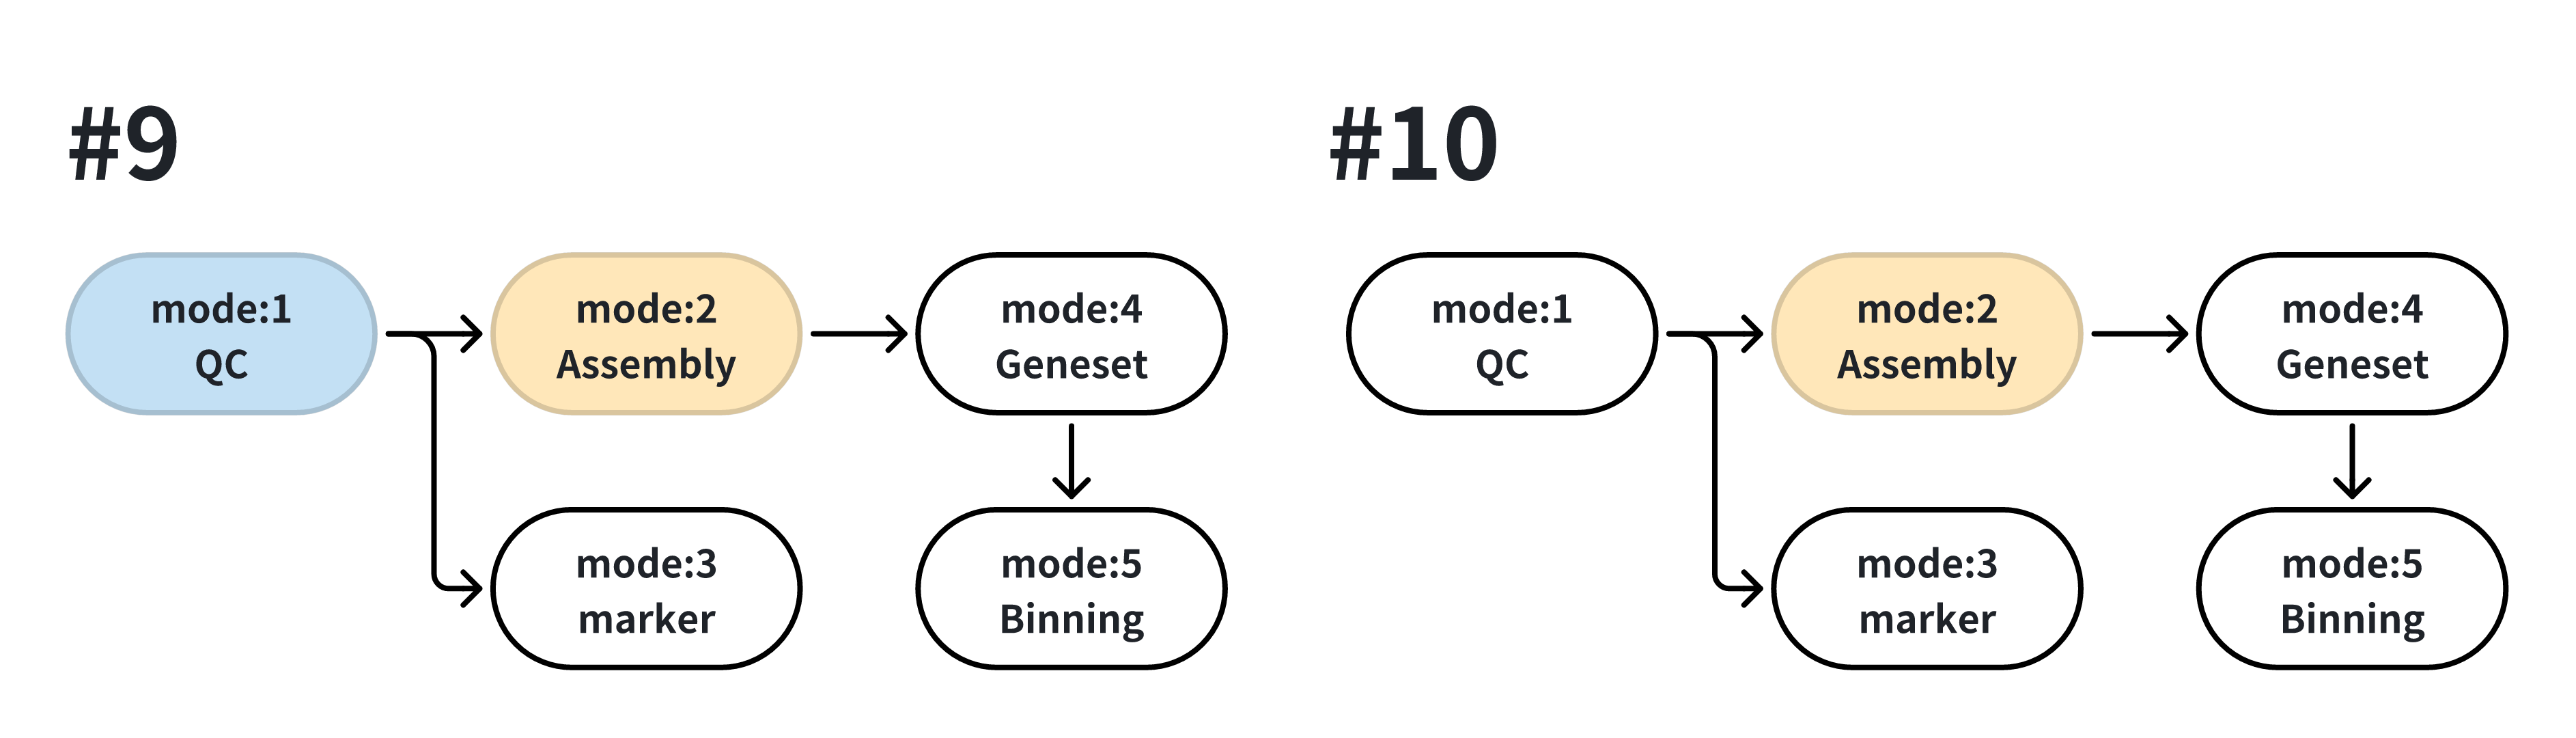 #9
mode:1
QC
mode:2
Assembly
mode:4
Geneset
mode:3
marker
mode:5
Binning
#10
mode:1
QC
mode:2
Assembly
mode:4
Geneset
mode:3
marker
mode:5
Binning